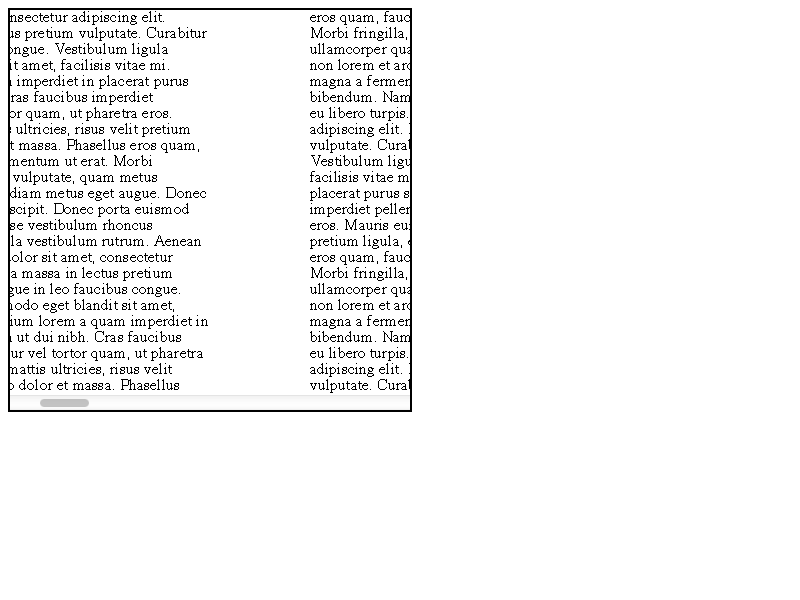 nsectetur adipiscing elit.
us pretium vulputate. Curabitur
ongue. Vestibulum ligula
it amet, facilisis vitae mi.
imperdiet in placerat purus
ras faucibus imperdiet
or quam, ut pharetra eros.
ultricies, risus velit pretium
t massa. Phasellus eros quam,
mentum ut erat. Morbi
vulputate, quam metus
diam metus eget augue. Donec
scipit. Donec porta euismod
se vestibulum rhoncus
la vestibulum rutrum. Aenean
olor sit amet, consectetur
a massa in lectus pretium
gue in leo faucibus congue.
odo eget blandit sit amet,
ium lorem a quam imperdiet in
ut dui nibh. Cras faucibus
ur vel tortor quam, ut pharetra
mattis ultricies, risus velit
o dolor et massa. Phasellus
eros quam, fauc
Morbi fringilla,
ullamcorper qua
non lorem et arc
magna a fermen
bibendum. Nam
eu libero turpis.
adipiscing elit.
vulputate. Cural
Vestibulum ligu
facilisis vitae m
placerat purus s
imperdiet peller
eros. Mauris eu
pretium ligula,
eros quam, fauc
Morbi fringilla,
ullamcorper qua
non lorem et arc
magna a fermen
bibendum. Nam
eu libero turpis.
adipiscing elit.
vulputate. Cural